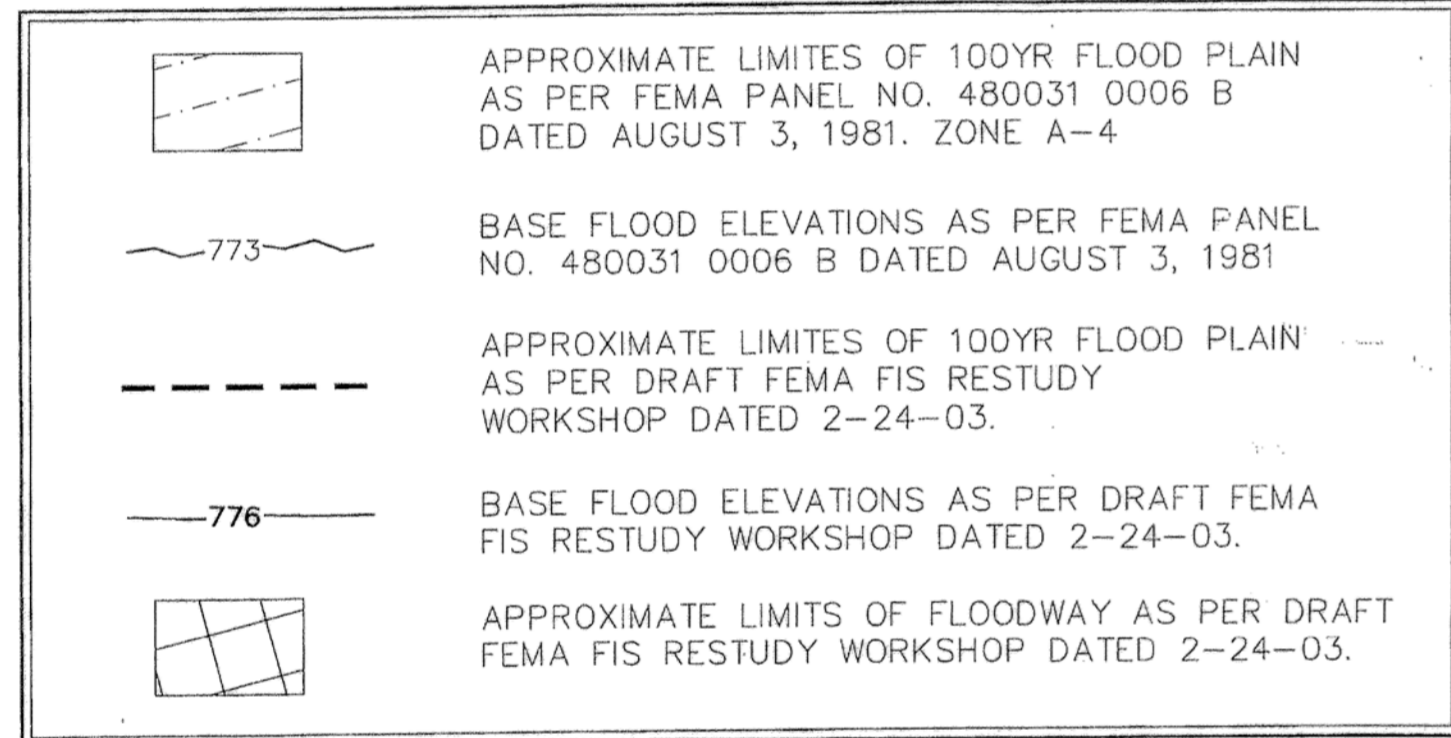 APPROXIMATE LIMITES OF 100YR FLOOD PLAIN
AS PER FEMA PANEL NO. 480031 0006 B
DATED AUGUST 3, 1981. ZONE A-4
773
BASE FLOOD ELEVATIONS AS PER FEMA PANEL
NO. 480031 0006 B DATED AUGUST 3, 1981
APPROXIMATE LIMITES OF 100YR FLOOD PLAIN
AS PER DRAFT FEMA FIS RESTUDY
WORKSHOP DATED 2-24-03.
776
BASE FLOOD ELEVATIONS AS PER DRAFT FEMA
FIS RESTUDY WORKSHOP DATED 2-24-03.
APPROXIMATE LIMITS OF FLOODWAY AS PER DRAFT
FEMA FIS RESTUDY WORKSHOP DATED 2-24-03.